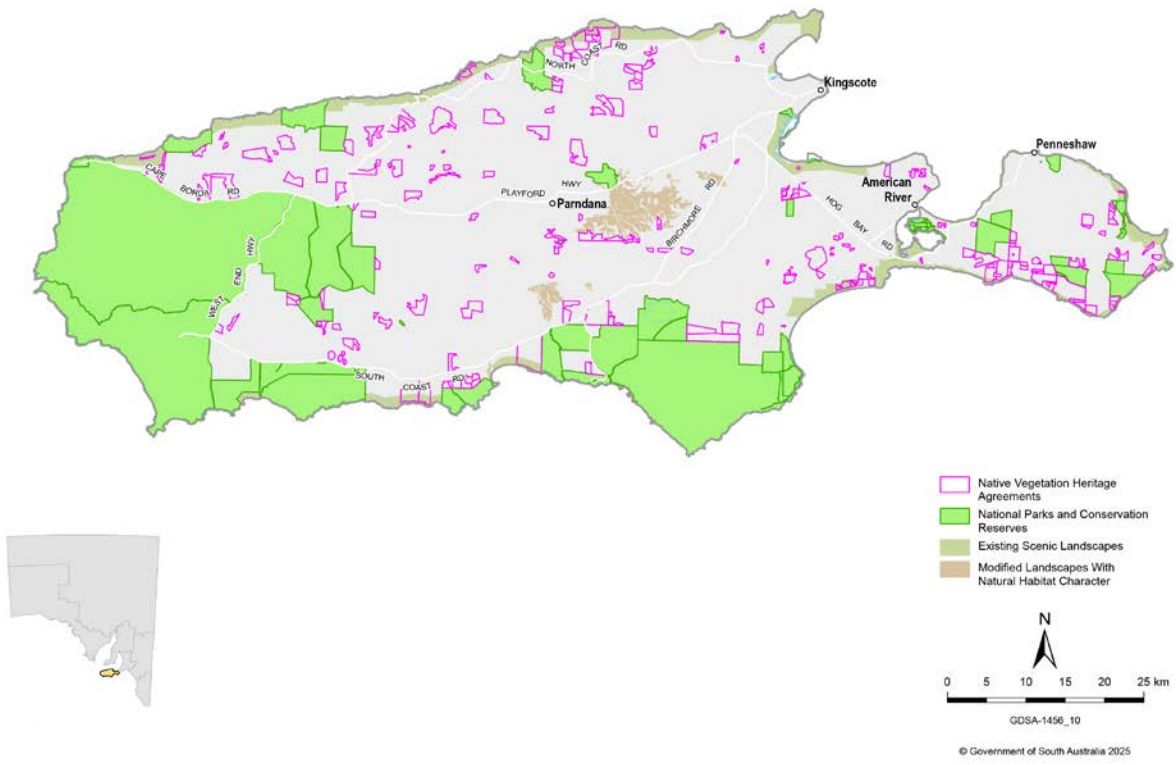 NORTH COAST RD
Kingscote
Penneshaw
CAPE BORDA RD
PLAYFORD HWY
Parndana
American
River
BIRCHMORE RD
HOG BAY RD
WEST END HWY
SOUTH COAST RD
Native Vegetation Heritage
Agreements
National Parks and Conservation
Reserves
Existing Scenic Landscapes
Modified Landscapes With
Natural Habitat Character
N
0 5 10 15 20 25 km
GDSA-1456_10
© Government of South Australia 2025